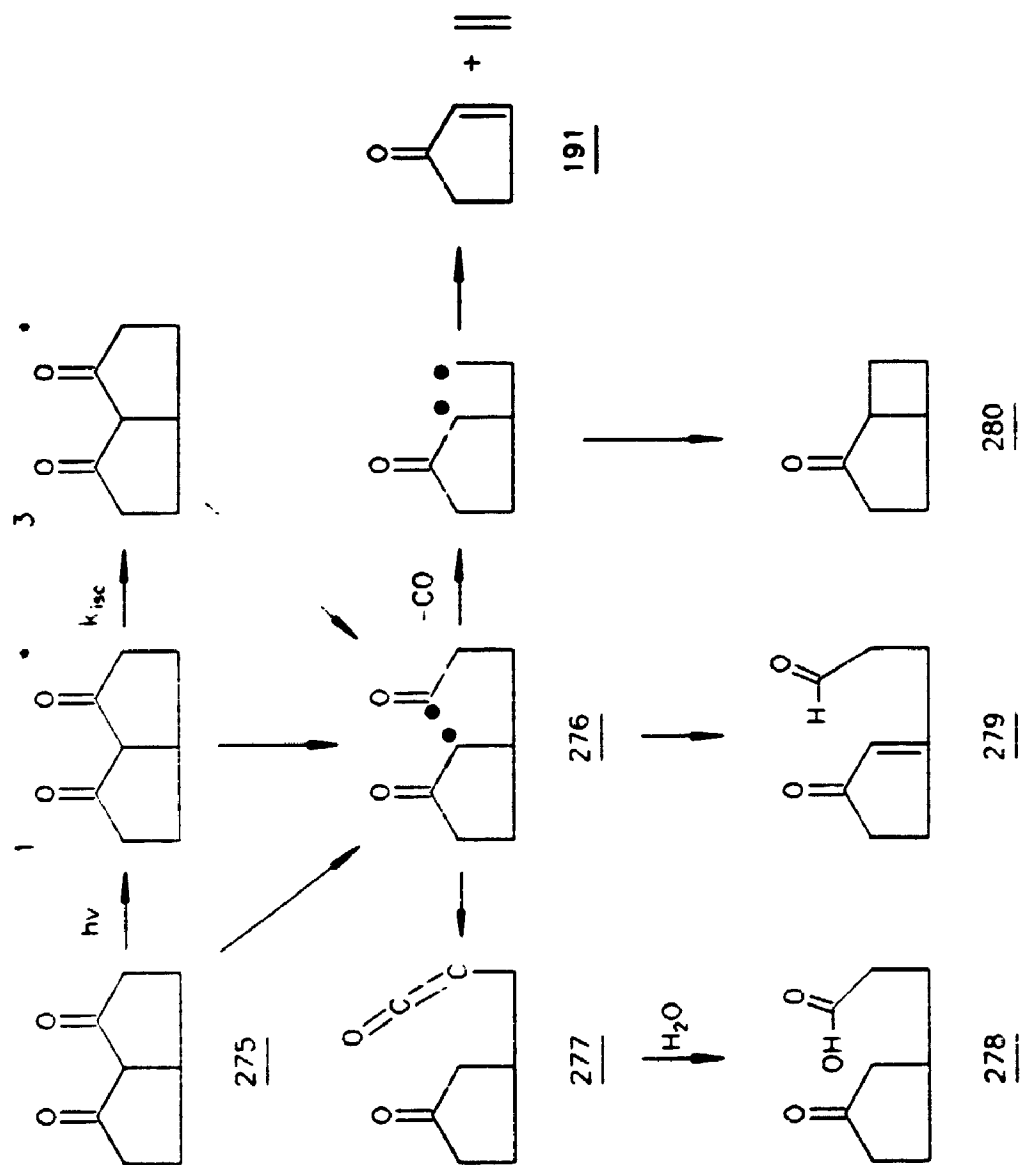 O O hν 1 O O • k_isc 3 O O •
275
O O C C O O -CO O O +
277 276 191
H₂O
O O OH O O H O
278 279 280